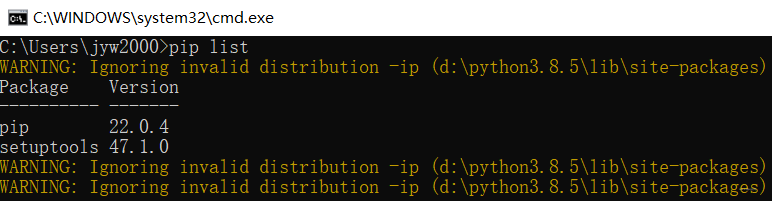 C:\WINDOWS\system32\cmd.exe
C:\Users\jyw2000>pip list
WARNING: Ignoring invalid distribution -ip (d:\python3.8.5\lib\site-packages)
Package    Version
---------- -------
pip        22.0.4
setuptools 47.1.0
WARNING: Ignoring invalid distribution -ip (d:\python3.8.5\lib\site-packages)
WARNING: Ignoring invalid distribution -ip (d:\python3.8.5\lib\site-packages)